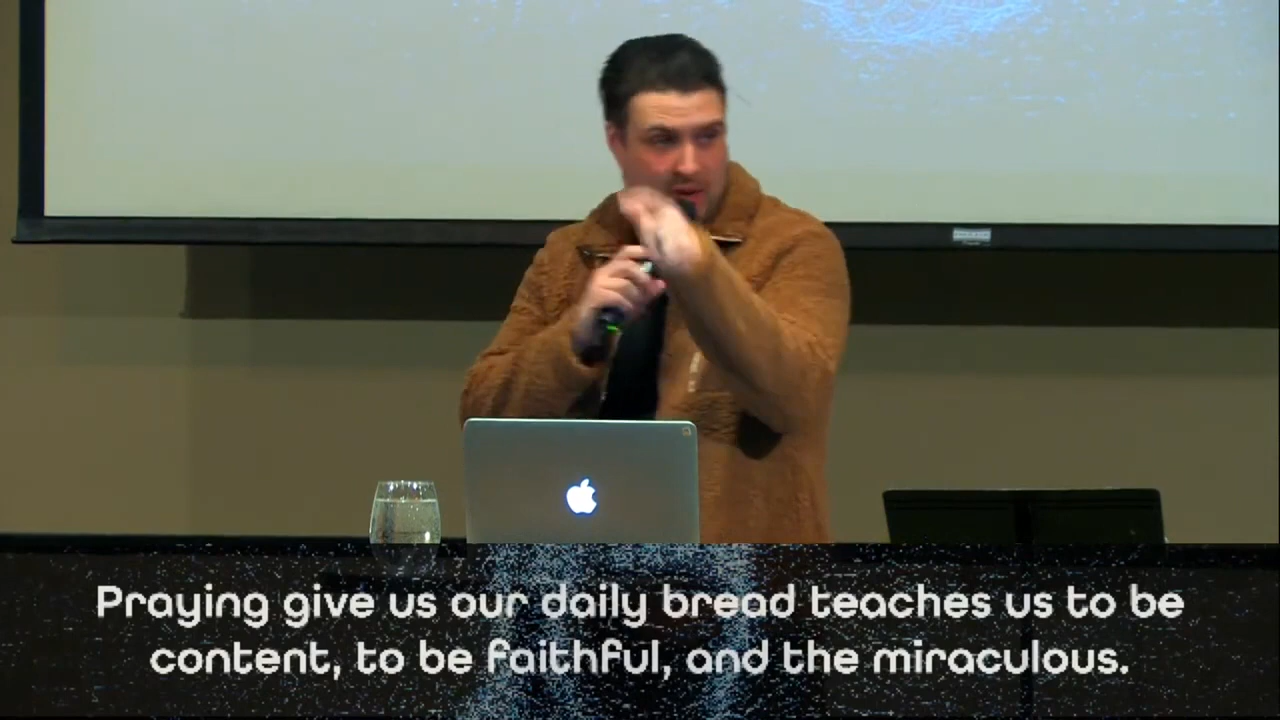 Praying give us our daily bread teaches us to be
content, to be faithful, and the miraculous.